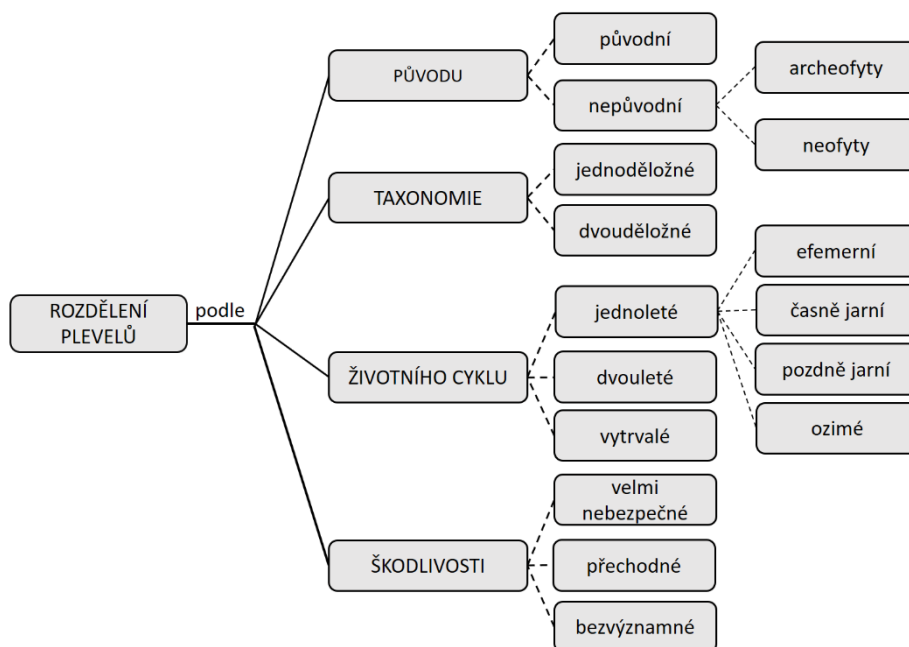 ROZDĚLENÍ
PLEVELŮ
podle
PŮVODU
původní
nepůvodní
archeofyty
neofyty
TAXONOMIE
jednoděložné
dvouděložné
ŽIVOTNÍHO CYKLU
jednoleté
efemerní
časně jarní
pozdně jarní
ozimé
dvouleté
vytrvalé
ŠKODLIVOSTI
velmi
nebezpečné
přechodné
bezvýznamné